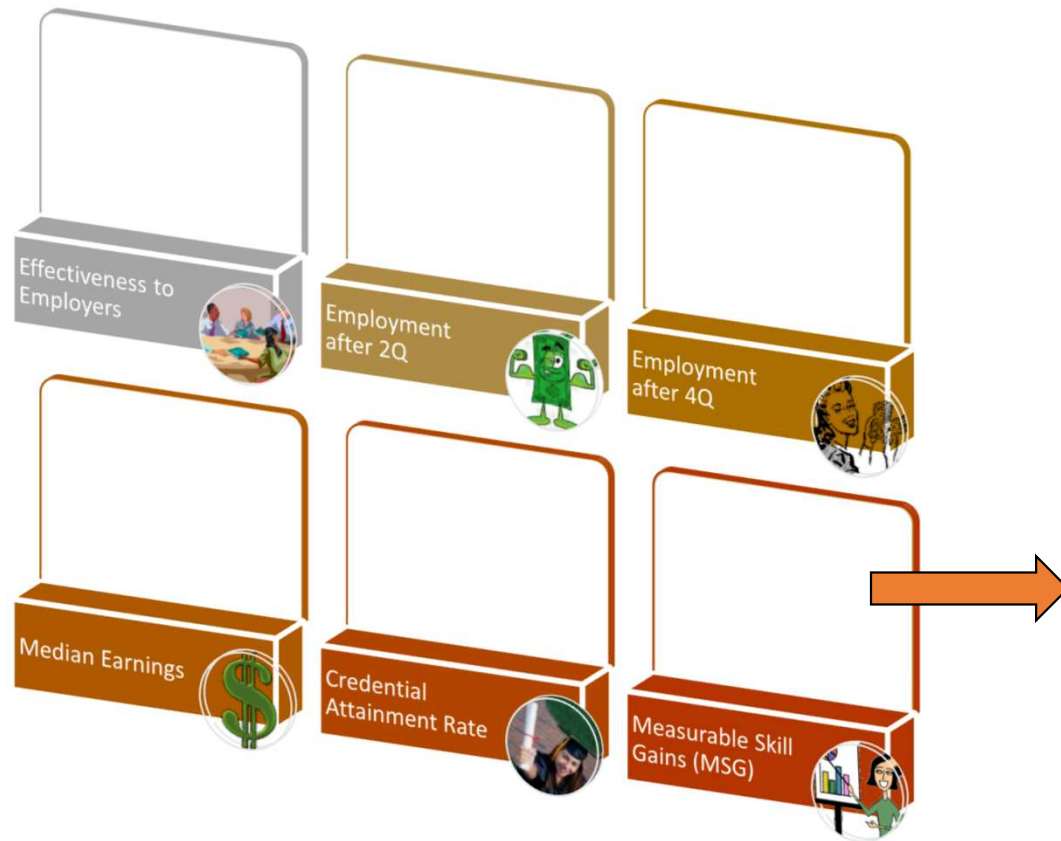 Effectiveness to
Employers
Employment
after 2Q
Employment
after 4Q
Median Earnings
Credential
Attainment Rate
Measurable Skill
Gains (MSG)